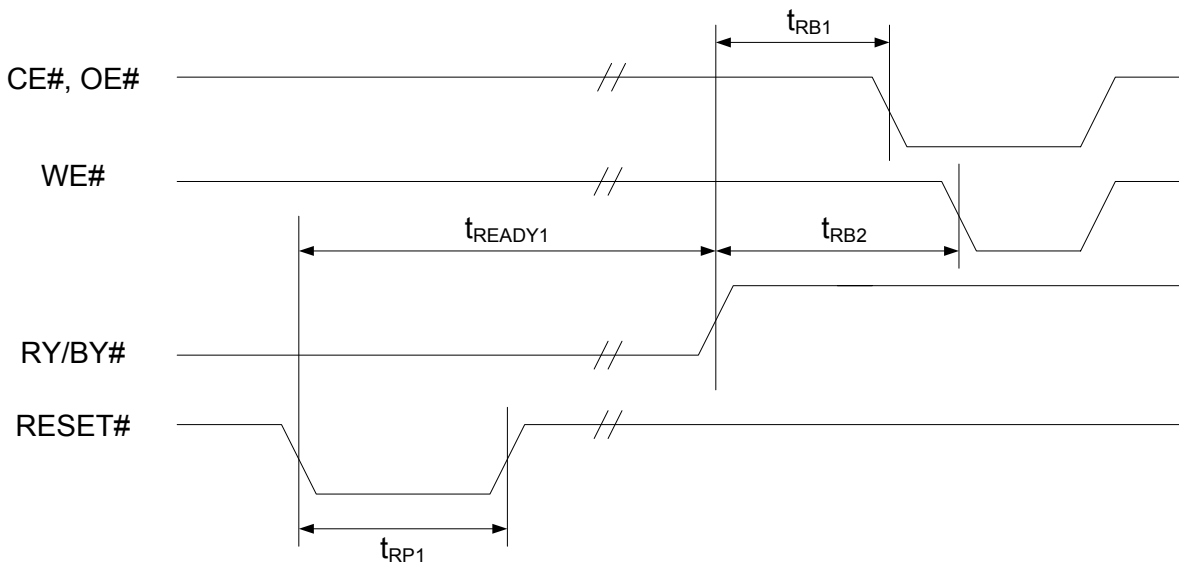 tRB1
CE#, OE#
WE#
tREADY1
tRB2
RY/BY#
RESET#
tRP1